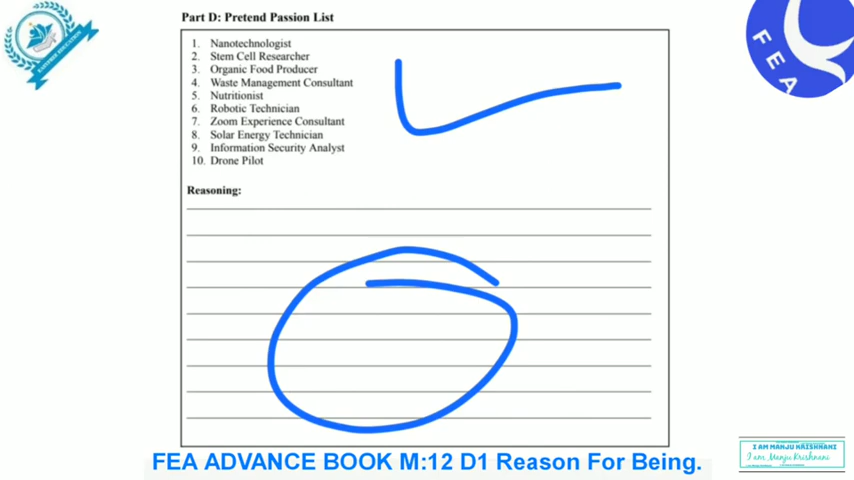 Part D: Pretend Passion List
1. Nanotechnologist
2. Stem Cell Researcher
3. Organic Food Producer
4. Waste Management Consultant
5. Nutritionist
6. Robotic Technician
7. Zoom Experience Consultant
8. Solar Energy Technician
9. Information Security Analyst
10. Drone Pilot
Reasoning:
FEA
FEA ADVANCE BOOK M:12 D1 Reason For Being.
I AM MANJU KRISHNANI
I am Manju Krishnani